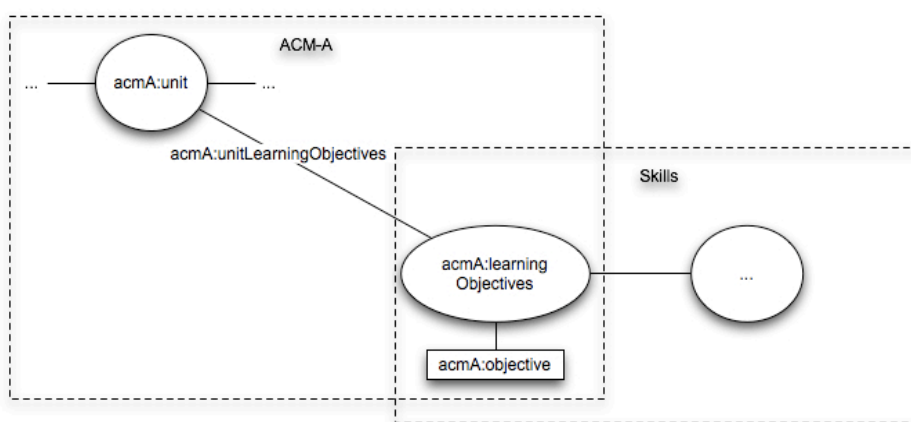 ACM-A
... acmA:unit ...
acmA:unitLearningObjectives
Skills
acmA:learning
Objectives
...
acmA:objective